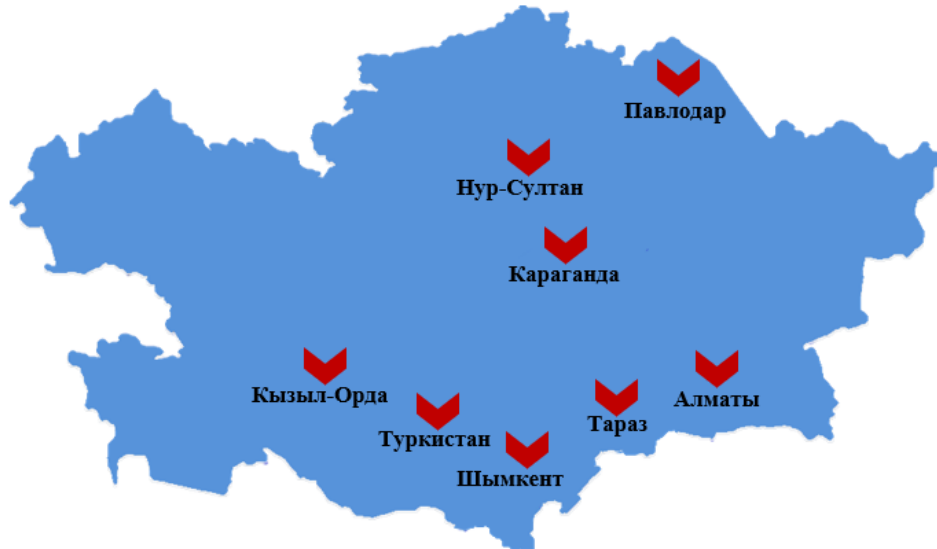 Павлодар
Нур-Султан
Караганда
Кызыл-Орда
Алматы
Тараз
Туркистан
Шымкент